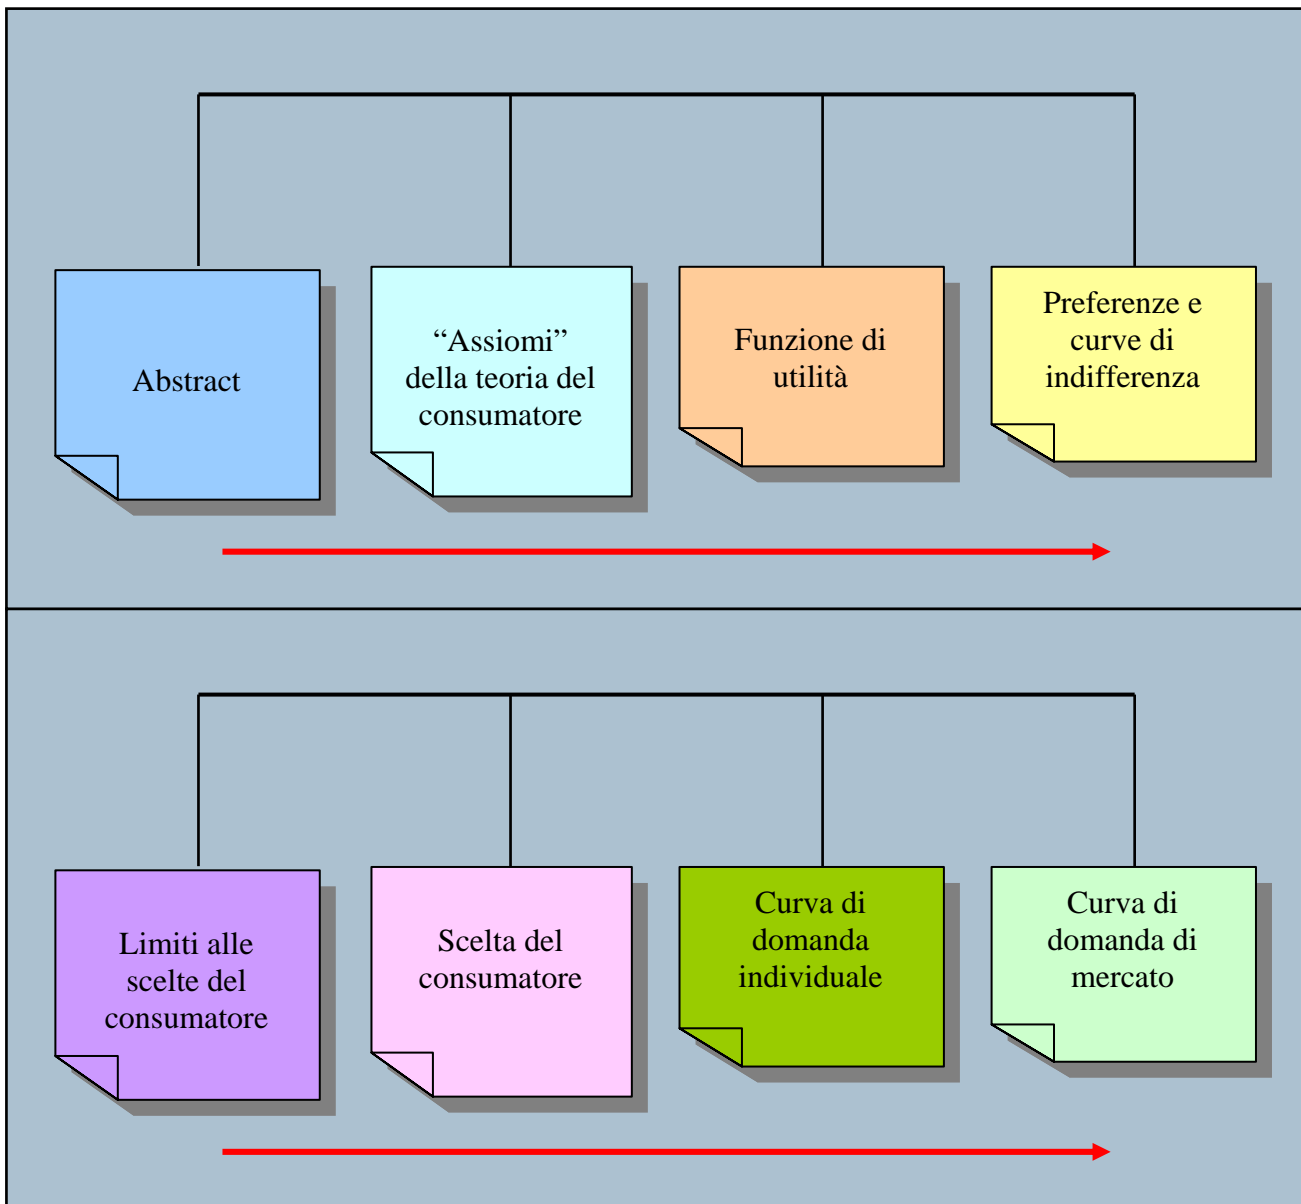 Abstract
“Assiomi”
della teoria del
consumatore
Funzione di
utilità
Preferenze e
curve di
indifferenza
Limiti alle
scelte del
consumatore
Scelta del
consumatore
Curva di
domanda
individuale
Curva di
domanda di
mercato